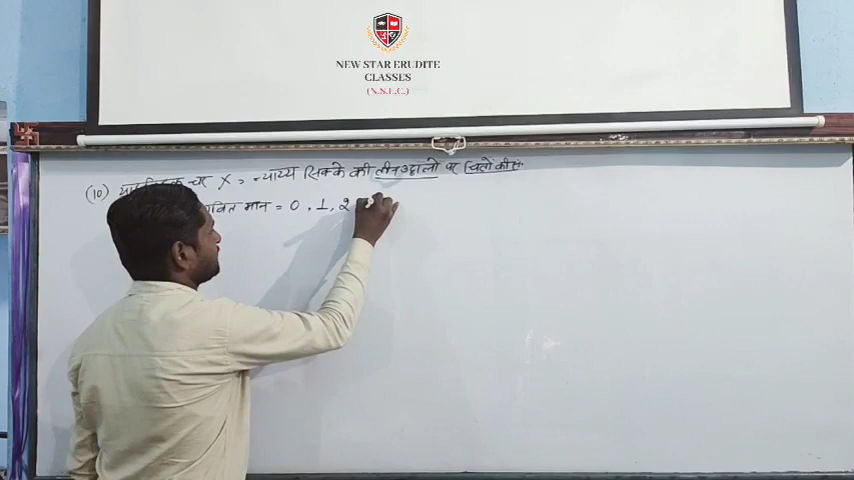 NEW STAR ERUDITE
CLASSES
(N.S.E.C.)
(10) चर X = न्याय्य सिक्के की तीन उछालो पर चितो की सं
मान = 0, 1, 2